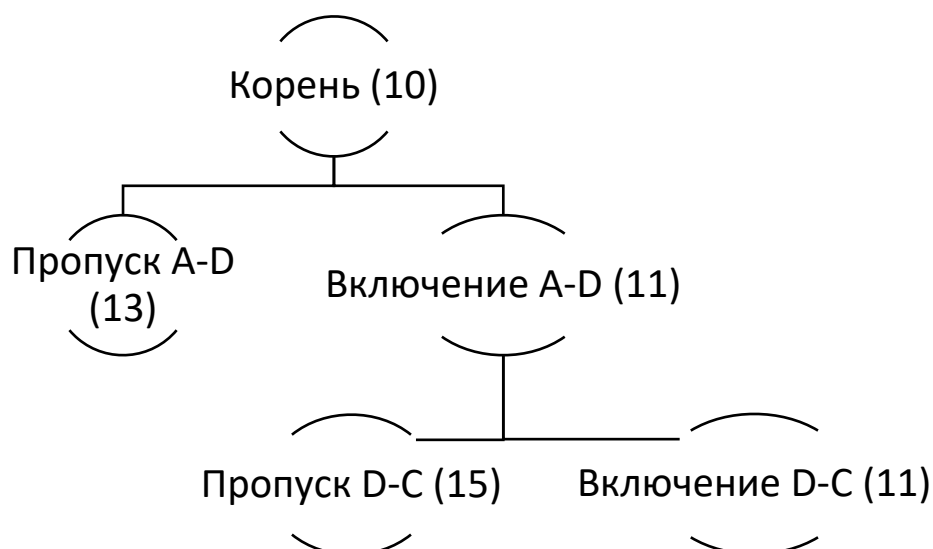 Корень (10)
Пропуск A-D
(13)
Включение A-D (11)
Пропуск D-C (15)
Включение D-C (11)